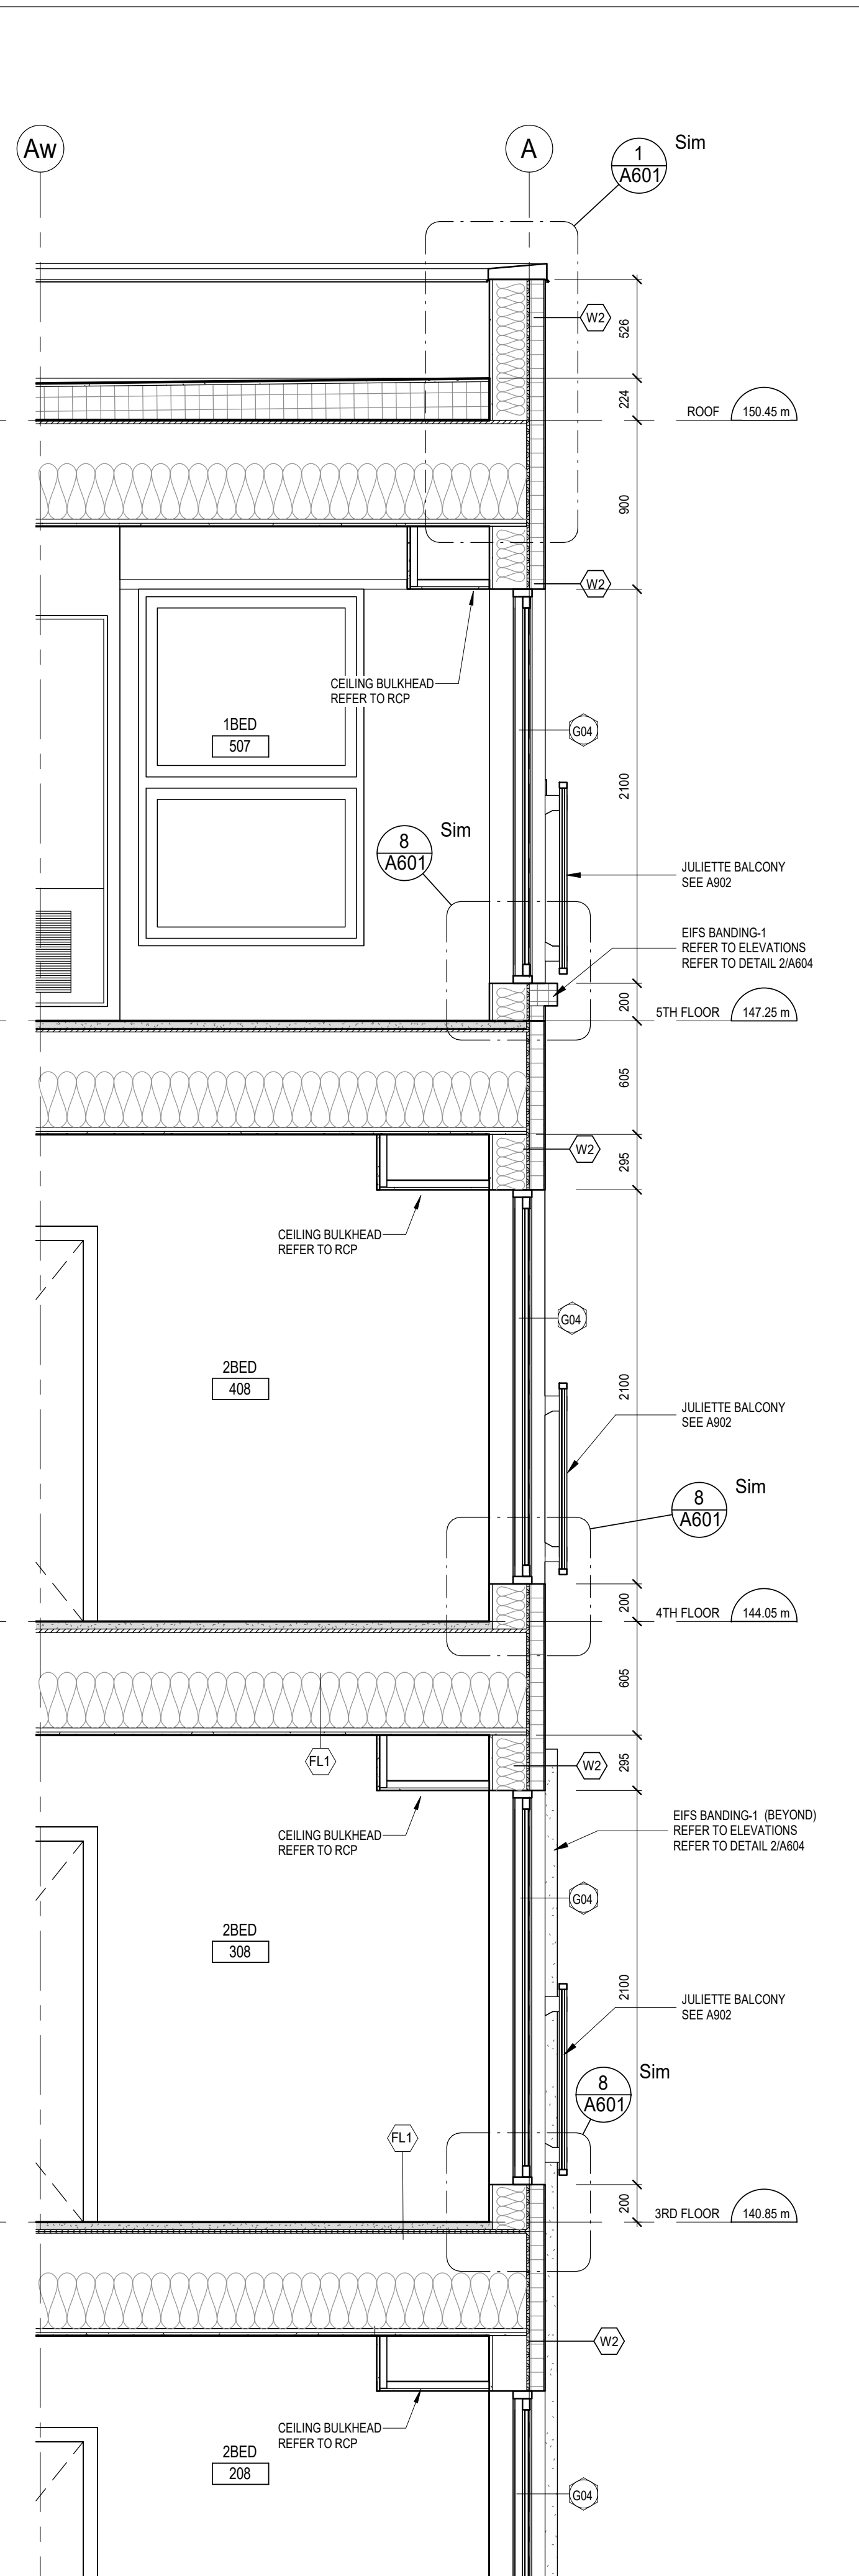 Aw
A
1
A601
Sim
W2
526
224
ROOF
150.45 m
900
W2
CEILING BULKHEAD
REFER TO RCP
1BED
507
G04
2100
8
A601
Sim
JULIETTE BALCONY
SEE A902
EIFS BANDING-1
REFER TO ELEVATIONS
REFER TO DETAIL 2/A604
200
5TH FLOOR
147.25 m
605
W2
295
CEILING BULKHEAD
REFER TO RCP
G04
2BED
408
2100
JULIETTE BALCONY
SEE A902
8
A601
Sim
200
4TH FLOOR
144.05 m
605
FL1
W2
295
CEILING BULKHEAD
REFER TO RCP
EIFS BANDING-1 (BEYOND)
REFER TO ELEVATIONS
REFER TO DETAIL 2/A604
G04
2BED
308
2100
JULIETTE BALCONY
SEE A902
8
A601
Sim
FL1
200
3RD FLOOR
140.85 m
W2
CEILING BULKHEAD
REFER TO RCP
2BED
208
G04